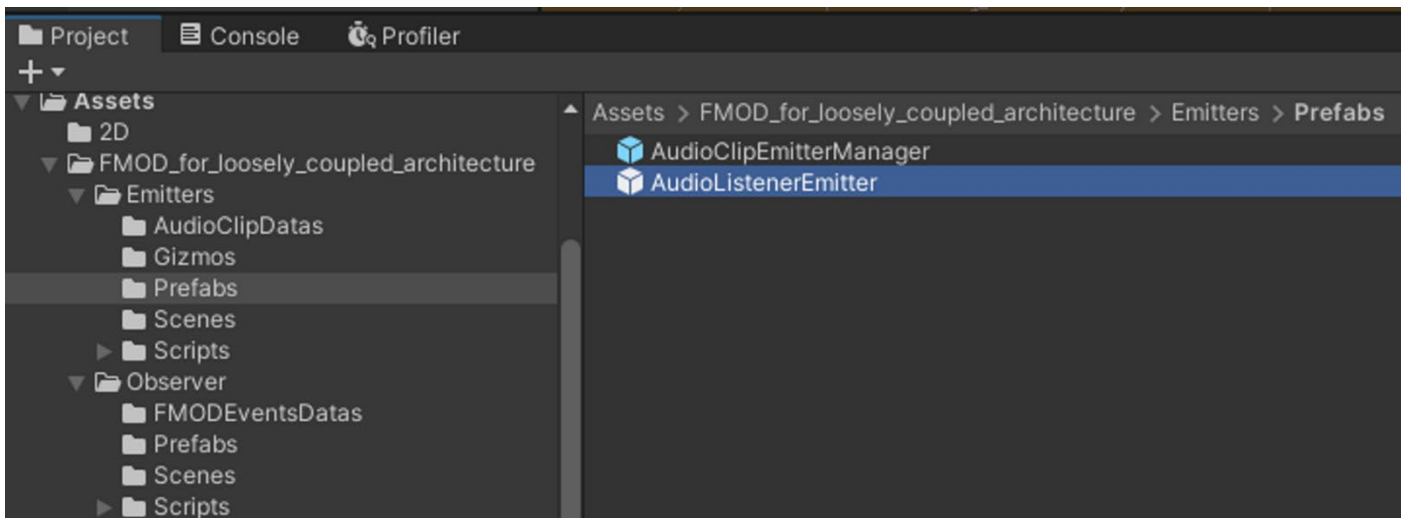 Project Console Profiler
Assets
2D
FMOD_for_loosely_coupled_architecture
Emitters
AudioClipDatas
Gizmos
Prefabs
Scenes
Scripts
Observer
FMODEventsDatas
Prefabs
Scenes
Scripts
Assets > FMOD_for_loosely_coupled_architecture > Emitters > Prefabs
AudioClipEmitterManager
AudioListenerEmitter